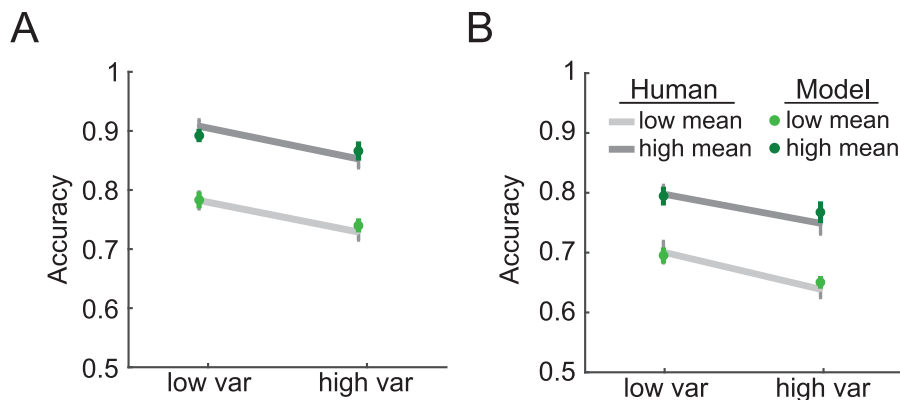 A
B
Accuracy
1
0.9
0.8
0.7
0.6
0.5
low var
high var
Accuracy
1
0.9
0.8
0.7
0.6
0.5
low var
high var
Human
Model
low mean
low mean
high mean
high mean